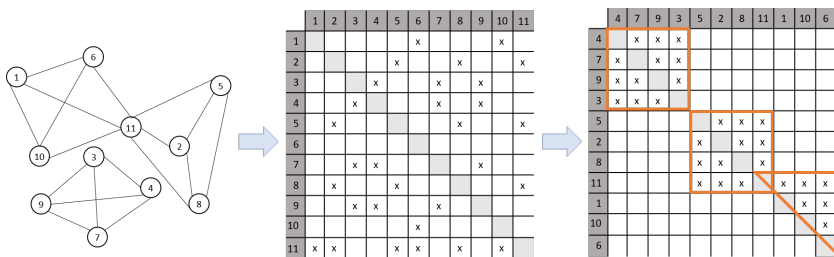 6
1
5
11
2
10
3
4
9
8
7
1 2 3 4 5 6 7 8 9 10 11
1 x x
2 x x x
3 x x x
4 x x x
5 x x x
6
7 x x x
8 x x x
9 x x x
10 x
11 x x x x x x
4 7 9 3 5 2 8 11 1 10 6
4 x x x
7 x x x
9 x x x
3 x x x
5 x x x
2 x x x
8 x x x
11 x x x x x x
1 x x
10 x
6